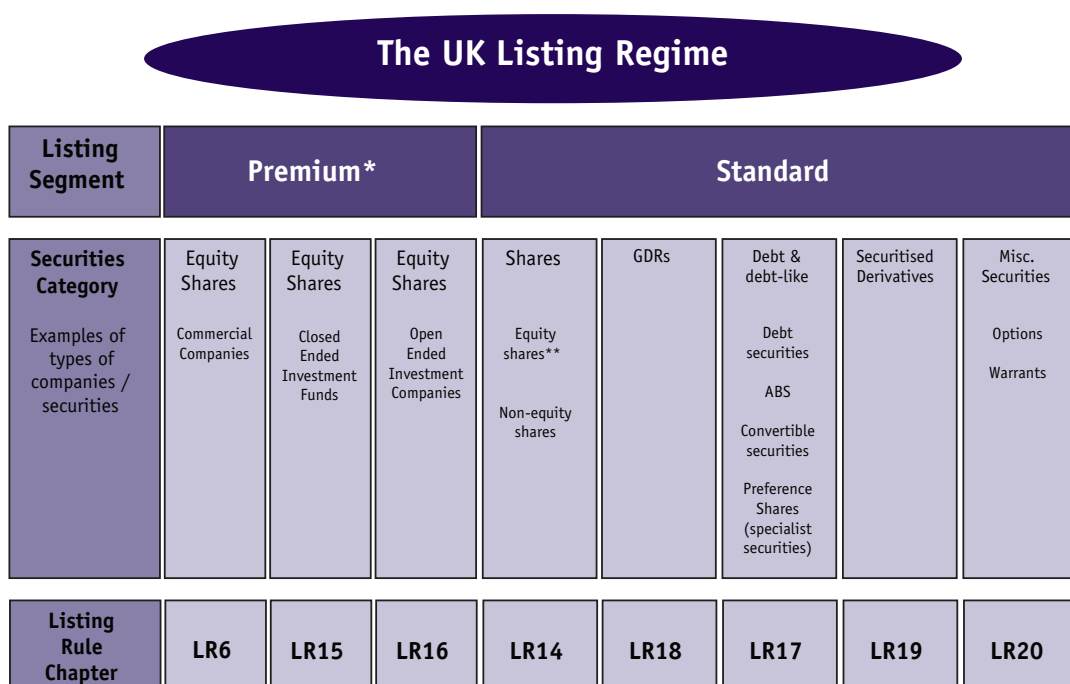 The UK Listing Regime
Listing
Segment
Premium*
Standard
Securities
Category
Examples of
types of
companies /
securities
Equity
Shares
Commercial
Companies
Equity
Shares
Closed
Ended
Investment
Funds
Equity
Shares
Open
Ended
Investment
Companies
Shares
Equity
shares**
Non-equity
shares
GDRs
Debt &
debt-like
Debt
securities
ABS
Convertible
securities
Preference
Shares
(specialist
securities)
Securitised
Derivatives
Misc.
Securities
Options
Warrants
Listing
Rule
Chapter
LR6
LR15
LR16
LR14
LR18
LR17
LR19
LR20